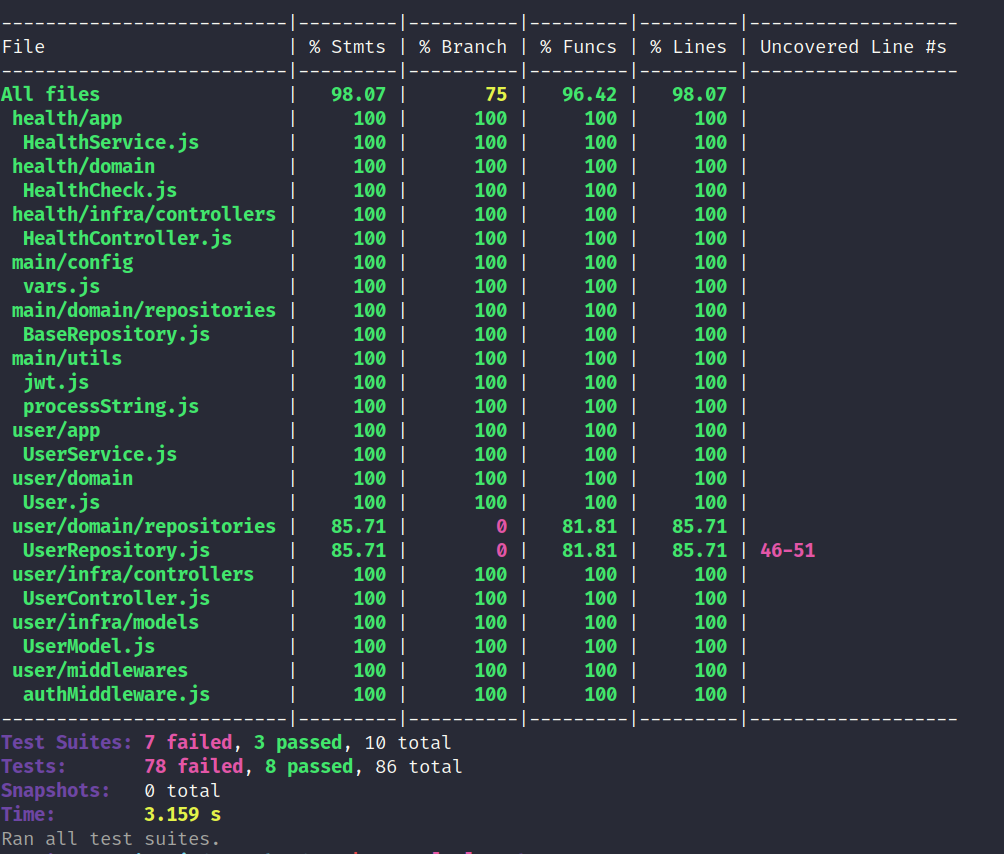 --------------------------|---------|----------|---------|---------|-------------------
File                      | % Stmts | % Branch | % Funcs | % Lines | Uncovered Line #s
--------------------------|---------|----------|---------|---------|-------------------
All files                 |   98.07 |       75 |   96.42 |   98.07 |
 health/app               |     100 |      100 |     100 |     100 |
  HealthService.js        |     100 |      100 |     100 |     100 |
 health/domain            |     100 |      100 |     100 |     100 |
  HealthCheck.js          |     100 |      100 |     100 |     100 |
 health/infra/controllers |     100 |      100 |     100 |     100 |
  HealthController.js     |     100 |      100 |     100 |     100 |
 main/config              |     100 |      100 |     100 |     100 |
  vars.js                 |     100 |      100 |     100 |     100 |
 main/domain/repositories |     100 |      100 |     100 |     100 |
  BaseRepository.js       |     100 |      100 |     100 |     100 |
 main/utils               |     100 |      100 |     100 |     100 |
  jwt.js                  |     100 |      100 |     100 |     100 |
  processString.js        |     100 |      100 |     100 |     100 |
 user/app                 |     100 |      100 |     100 |     100 |
  UserService.js          |     100 |      100 |     100 |     100 |
 user/domain              |     100 |      100 |     100 |     100 |
  User.js                 |     100 |      100 |     100 |     100 |
 user/domain/repositories |   85.71 |        0 |   81.81 |   85.71 |
  UserRepository.js       |   85.71 |        0 |   81.81 |   85.71 | 46-51
 user/infra/controllers   |     100 |      100 |     100 |     100 |
  UserController.js       |     100 |      100 |     100 |     100 |
 user/infra/models        |     100 |      100 |     100 |     100 |
  UserModel.js            |     100 |      100 |     100 |     100 |
 user/middlewares         |     100 |      100 |     100 |     100 |
  authMiddleware.js       |     100 |      100 |     100 |     100 |
--------------------------|---------|----------|---------|---------|-------------------
Test Suites: 7 failed, 3 passed, 10 total
Tests:       78 failed, 8 passed, 86 total
Snapshots:   0 total
Time:        3.159 s
Ran all test suites.